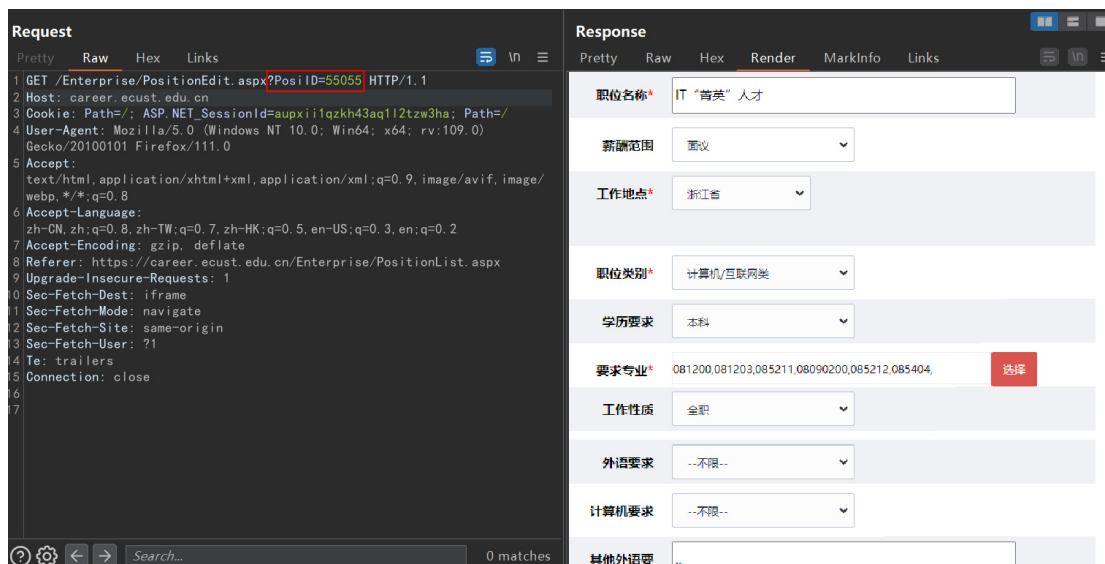 Request
Pretty Raw Hex Links \n
1 GET /Enterprise/PositionEdit.aspx?PosiID=55055 HTTP/1.1
2 Host: career.ecust.edu.cn
3 Cookie: Path=/; ASP.NET_SessionId=aupxii1qzkh43aq1l2tzw3ha; Path=/
4 User-Agent: Mozilla/5.0 (Windows NT 10.0; Win64; x64; rv:109.0)
Gecko/20100101 Firefox/111.0
5 Accept:
text/html,application/xhtml+xml,application/xml;q=0.9,image/avif,image/
webp,*/*;q=0.8
6 Accept-Language:
zh-CN,zh;q=0.8,zh-TW;q=0.7,zh-HK;q=0.5,en-US;q=0.3,en;q=0.2
7 Accept-Encoding: gzip, deflate
8 Referer: https://career.ecust.edu.cn/Enterprise/PositionList.aspx
9 Upgrade-Insecure-Requests: 1
10 Sec-Fetch-Dest: iframe
11 Sec-Fetch-Mode: navigate
12 Sec-Fetch-Site: same-origin
13 Sec-Fetch-User: ?1
14 Te: trailers
15 Connection: close
16
17
Search... 0 matches
Response
Pretty Raw Hex Render MarkInfo Links \n
职位名称* IT“菁英”人才
薪酬范围 面议
工作地点* 浙江省
职位类别* 计算机/互联网类
学历要求 本科
要求专业* 081200,081203,085211,08090200,085212,085404, 选择
工作性质 全职
外语要求 --不限--
计算机要求 --不限--
其他外语要